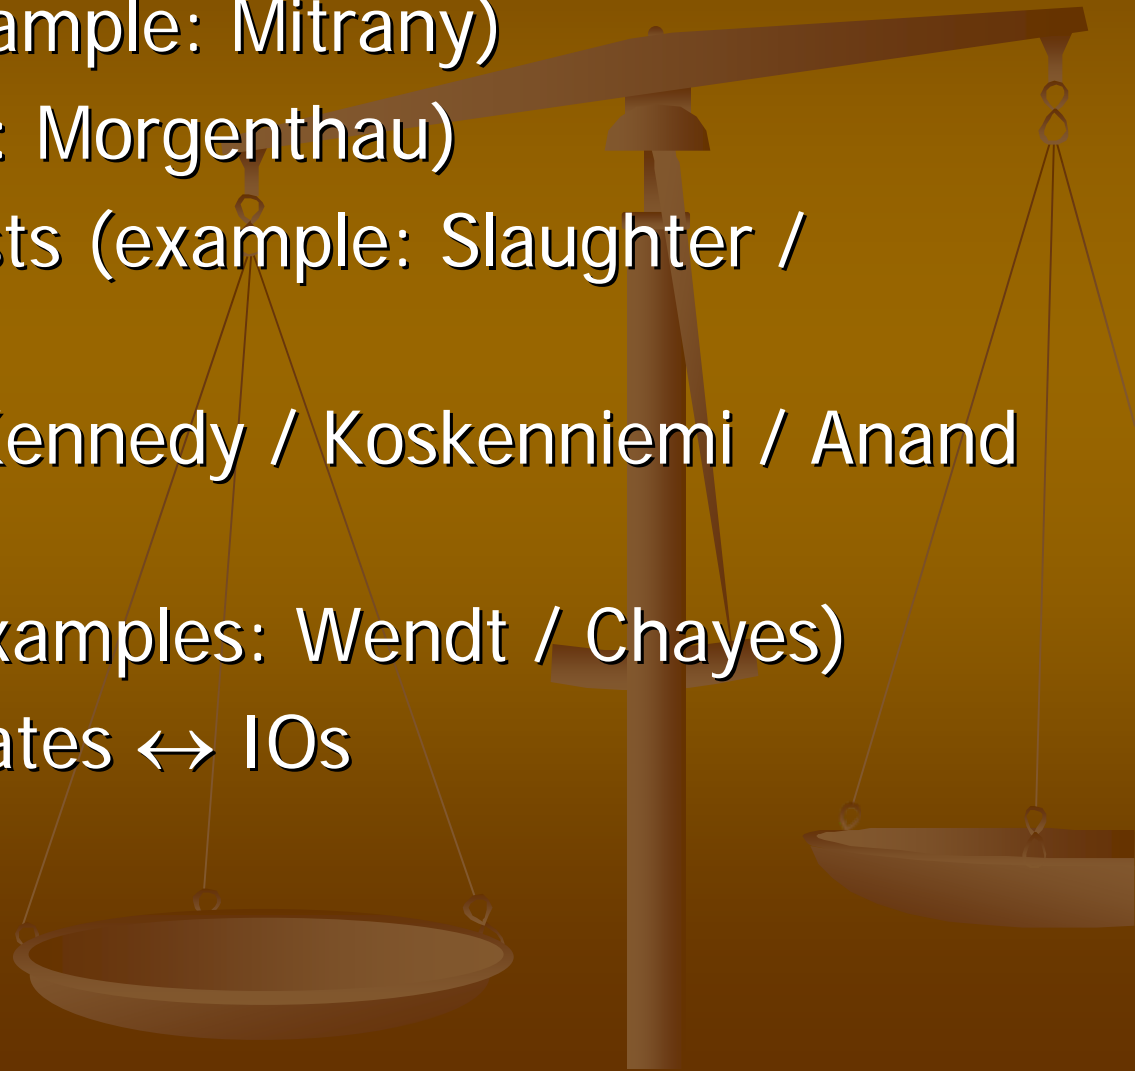 ample: Mitrany)
: Morgenthau)
sts (example: Slaughter /
Kennedy / Koskenniemi / Anand
xamples: Wendt / Chayes)
ates ↔ IOs